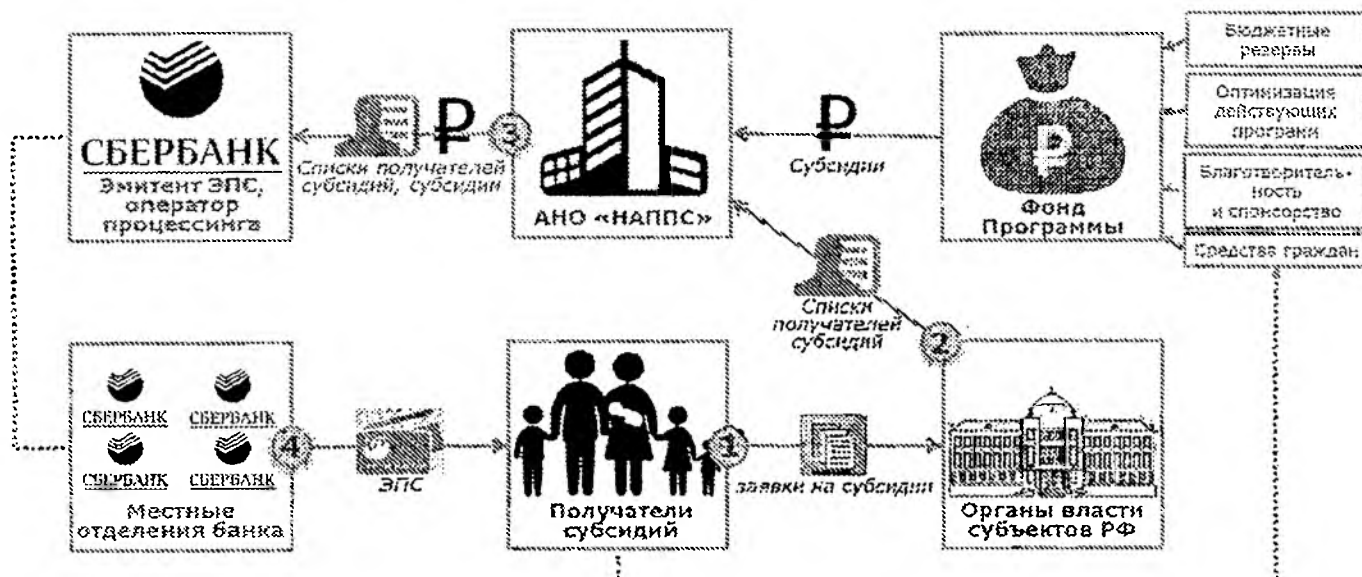 СБЕРБАНК
Эмитент ЭПС,
оператор
процессинга
₽
3
Списки получателей
субсидий, субсидии
АНО «НАППС»
₽
Субсидии
₽
Фонд
Программы
Бюджетные
резервы
Оптимизация
действующих
программ
Благотворитель-
ность
и спонсорство
Средства граждан
Списки
получателей
субсидий
2
СБЕРБАНК
СБЕРБАНК
СБЕРБАНК
СБЕРБАНК
Местные
отделения банка
4
ЭПС
Получатели
субсидий
1
заявки на субсидии
Органы власти
субъектов РФ